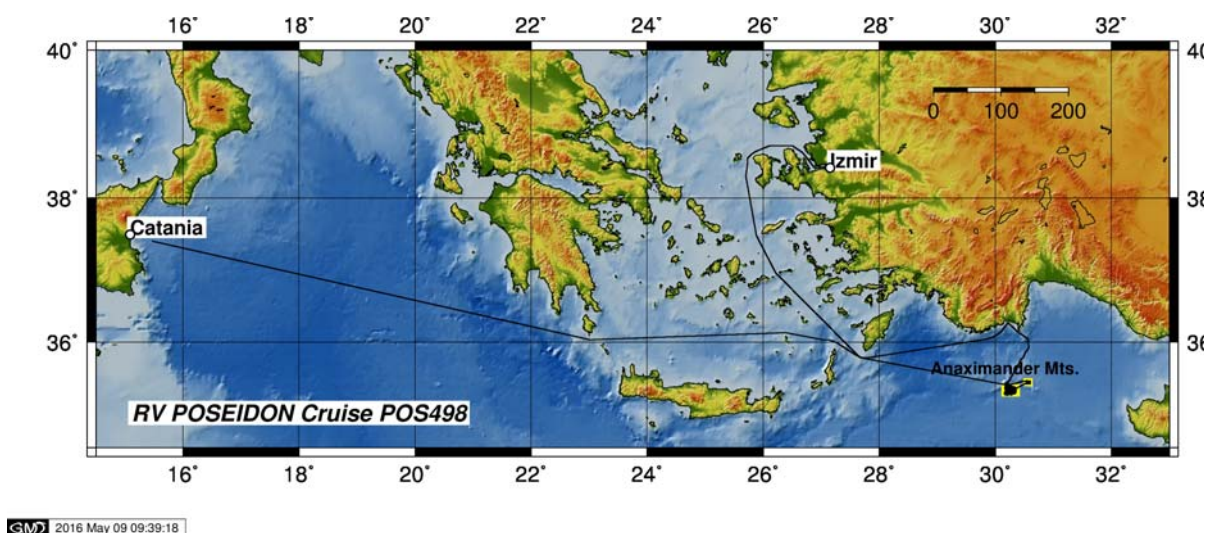 16˚ 18˚ 20˚ 22˚ 24˚ 26˚ 28˚ 30˚ 32˚
40˚ 40
0 100 200
Izmir
38˚ 38
Catania
36˚ 36
Anaximander Mts.
RV POSEIDON Cruise POS498
16˚ 18˚ 20˚ 22˚ 24˚ 26˚ 28˚ 30˚ 32˚
GMT 2016 May 09 09:39:18